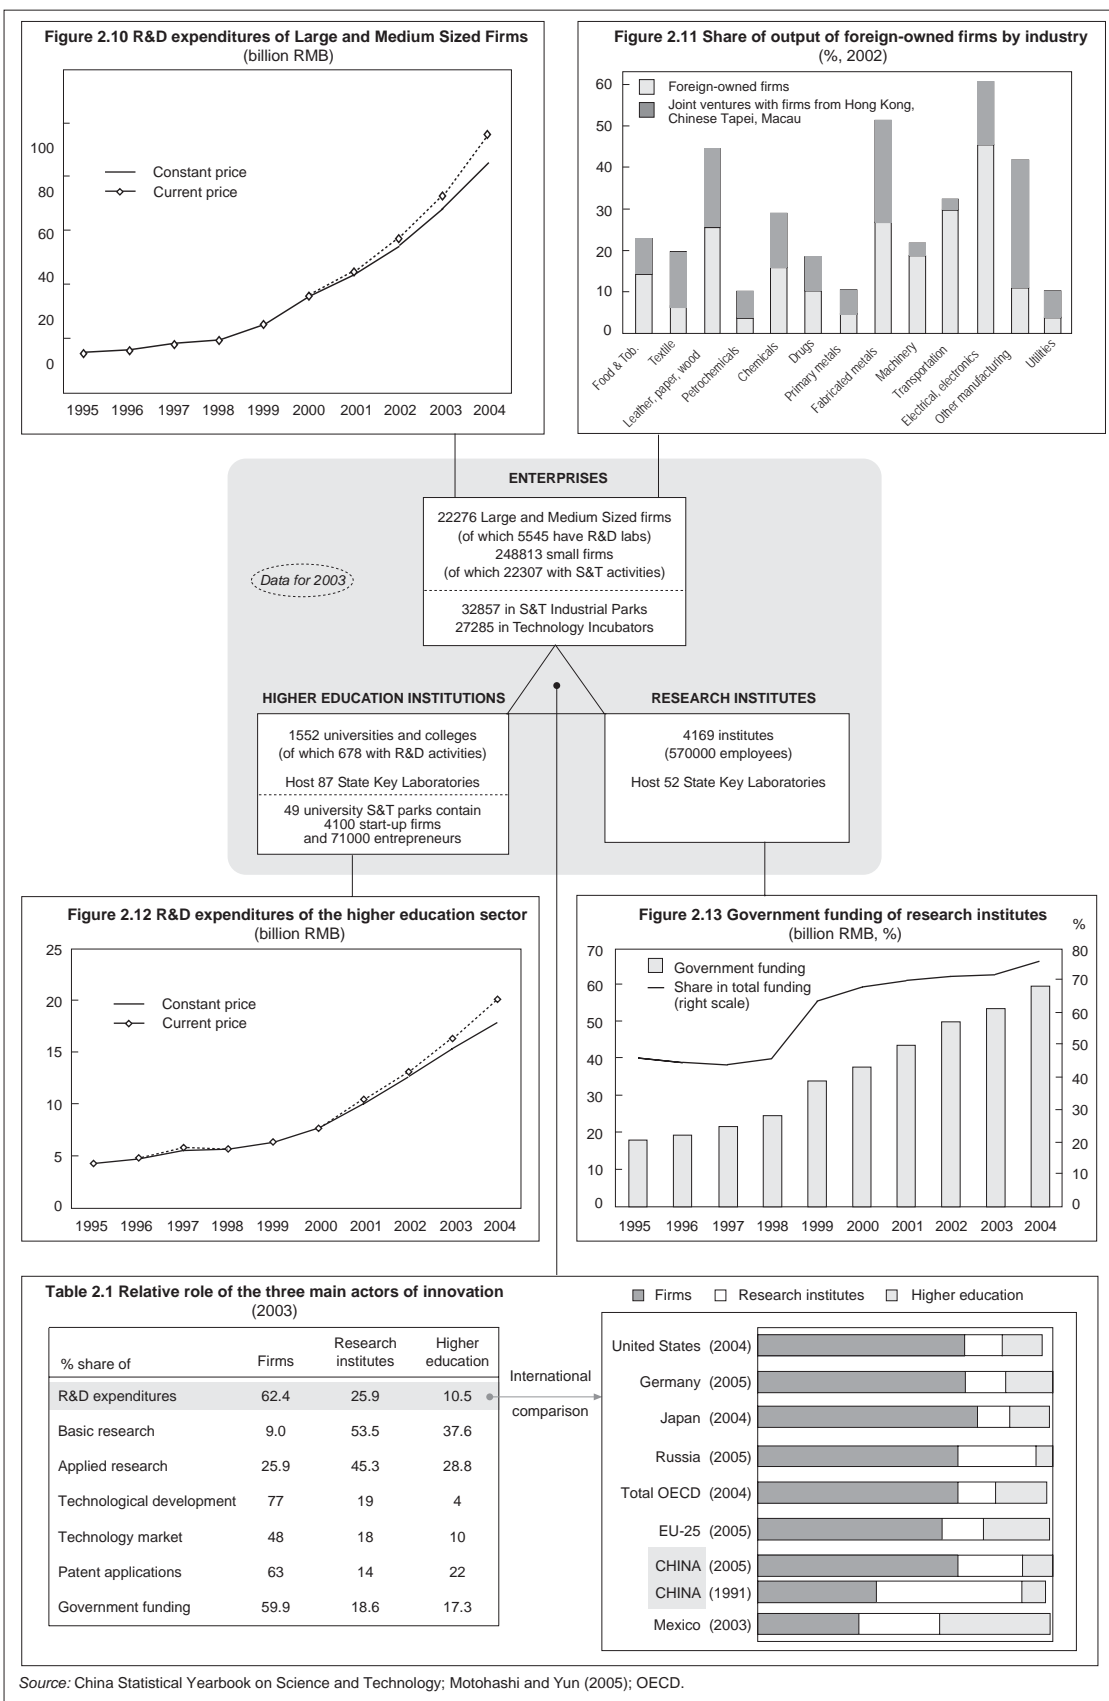 Figure 2.10 R&D expenditures of Large and Medium Sized Firms
(billion RMB)
100
80
60
40
20
0
Constant price
Current price
1995 1996 1997 1998 1999 2000 2001 2002 2003 2004
Figure 2.11 Share of output of foreign-owned firms by industry
(%, 2002)
60
50
40
30
20
10
0
Foreign-owned firms
Joint ventures with firms from Hong Kong,
Chinese Tapei, Macau
Food & Tob.
Textile
Leather, paper, wood
Petrochemicals
Chemicals
Drugs
Primary metals
Fabricated metals
Machinery
Transportation
Electrical, electronics
Other manufacturing
Utilities
ENTERPRISES
22276 Large and Medium Sized firms
(of which 5545 have R&D labs)
248813 small firms
(of which 22307 with S&T activities)
32857 in S&T Industrial Parks
27285 in Technology Incubators
Data for 2003
HIGHER EDUCATION INSTITUTIONS
1552 universities and colleges
(of which 678 with R&D activities)
Host 87 State Key Laboratories
49 university S&T parks contain
4100 start-up firms
and 71000 entrepreneurs
RESEARCH INSTITUTES
4169 institutes
(570000 employees)
Host 52 State Key Laboratories
Figure 2.12 R&D expenditures of the higher education sector
(billion RMB)
25
20
15
10
5
0
Constant price
Current price
1995 1996 1997 1998 1999 2000 2001 2002 2003 2004
Figure 2.13 Government funding of research institutes
(billion RMB, %)
%
70
60
50
40
30
20
10
0
Government funding
Share in total funding
(right scale)
80
70
60
50
40
30
20
10
0
1995 1996 1997 1998 1999 2000 2001 2002 2003 2004
Table 2.1 Relative role of the three main actors of innovation
(2003)
% share of Firms Research institutes Higher education
R&D expenditures 62.4 25.9 10.5
Basic research 9.0 53.5 37.6
Applied research 25.9 45.3 28.8
Technological development 77 19 4
Technology market 48 18 10
Patent applications 63 14 22
Government funding 59.9 18.6 17.3
International
comparison
Firms Research institutes Higher education
United States (2004)
Germany (2005)
Japan (2004)
Russia (2005)
Total OECD (2004)
EU-25 (2005)
CHINA (2005)
CHINA (1991)
Mexico (2003)
Source: China Statistical Yearbook on Science and Technology; Motohashi and Yun (2005); OECD.